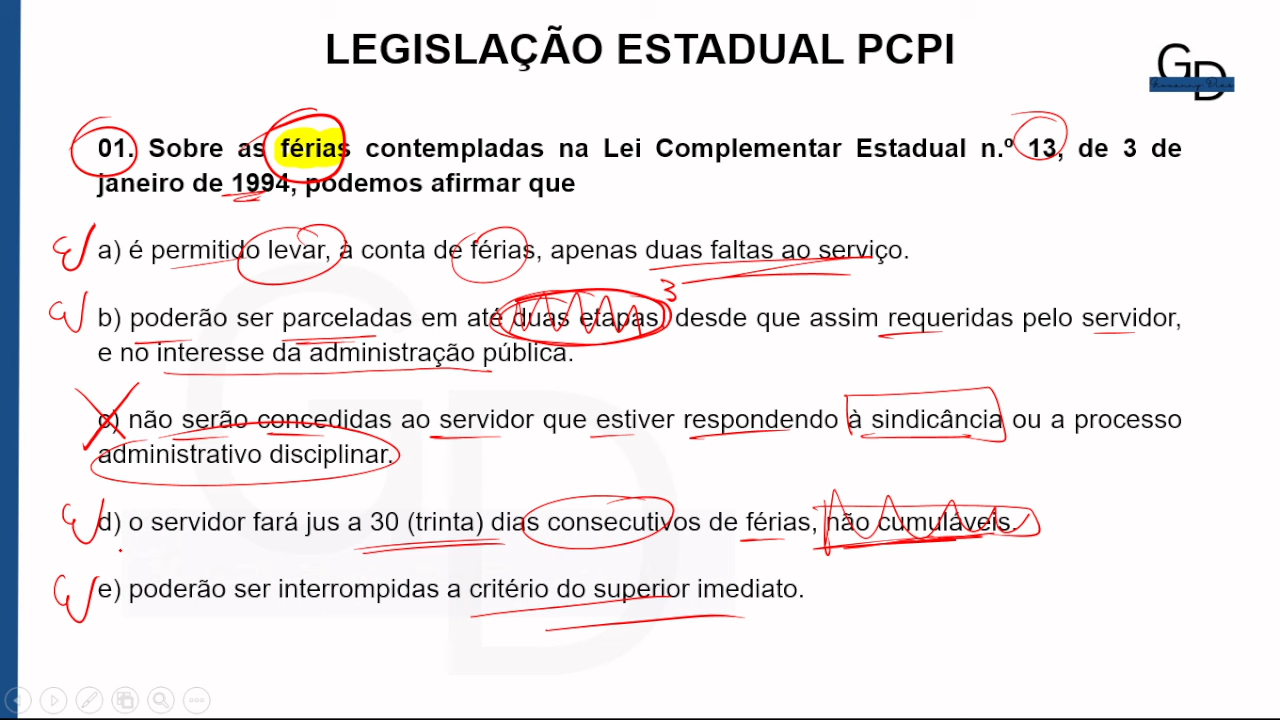 LEGISLAÇÃO ESTADUAL PCPI
GD
01. Sobre as férias contempladas na Lei Complementar Estadual n.º 13, de 3 de
janeiro de 1994, podemos afirmar que
a) é permitido levar, à conta de férias, apenas duas faltas ao serviço.
3
b) poderão ser parceladas em até duas etapas, desde que assim requeridas pelo servidor,
e no interesse da administração pública.
c) não serão concedidas ao servidor que estiver respondendo à sindicância ou a processo
administrativo disciplinar.
d) o servidor fará jus a 30 (trinta) dias consecutivos de férias, não cumuláveis.
e) poderão ser interrompidas a critério do superior imediato.